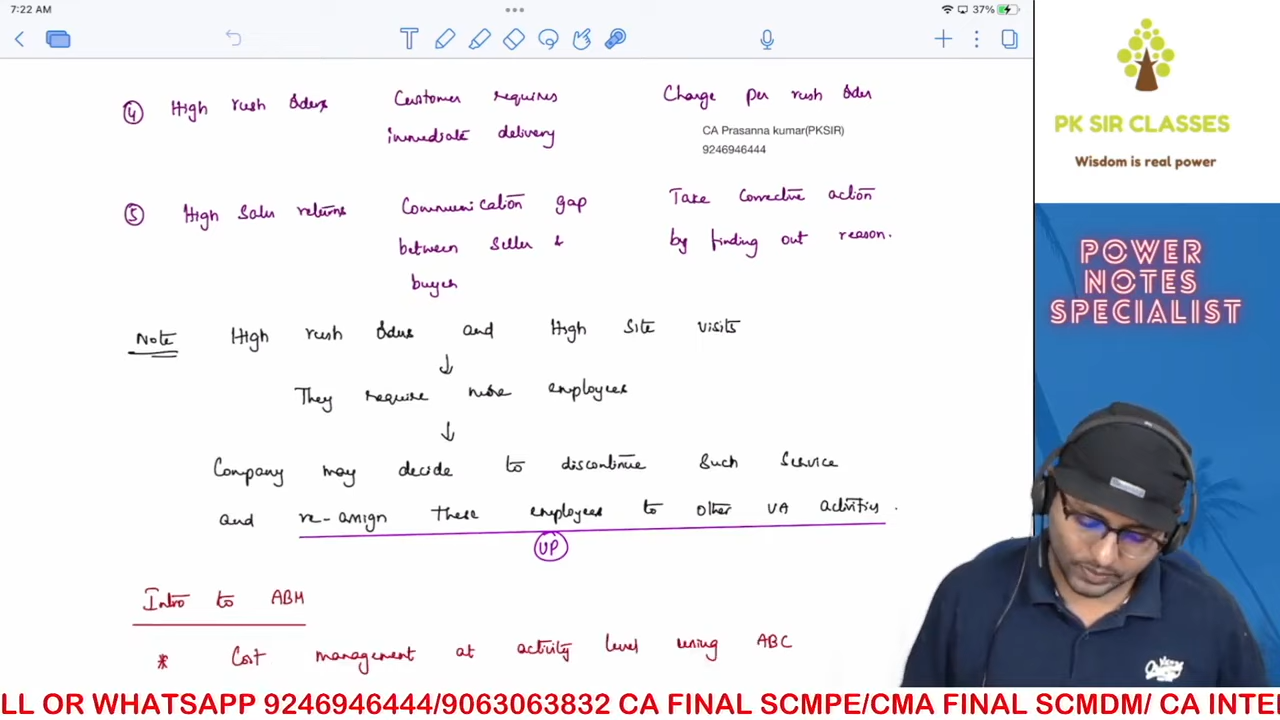 7:22 AM
37%
④ High rush orders Customer requires immediate delivery Charge per rush order
CA Prasanna kumar(PKSIR)
9246946444
⑤ High Sales returns Communication gap between Seller & buyer Take Corrective action by finding out reason.
Note High rush orders and High Site visits
They require more employees
Company may decide to discontinue Such Service
and re-assign these employees to other VA activities.
UP
Intro to ABM
* Cost management at activity level using ABC
PK SIR CLASSES
Wisdom is real power
POWER
NOTES
SPECIALIST
LL OR WHATSAPP 9246946444/9063063832 CA FINAL SCMPE/CMA FINAL SCMDM/ CA INTE